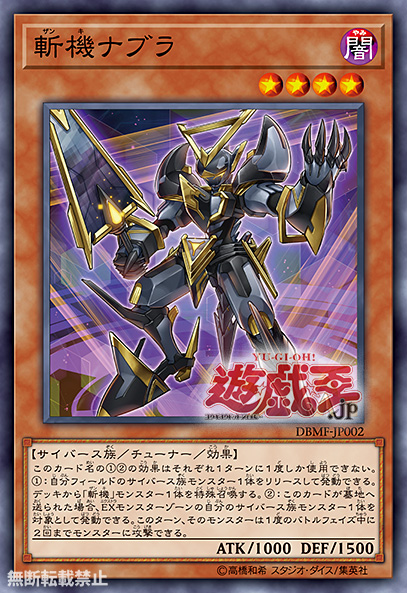 斬機ナブラ
闇
YU-GI-OH!
遊戯王
.JP
DBMF-JP002
【サイバース族/チューナー/効果】
このカード名の①②の効果はそれぞれ1ターンに1度しか使用できない。
①:自分フィールドのサイバース族モンスター1体をリリースして発動できる。
デッキから「斬機」モンスター1体を特殊召喚する。②:このカードが墓地へ
送られた場合、EXモンスターゾーンの自分のサイバース族モンスター1体を
対象として発動できる。このターン、そのモンスターは1度のバトルフェイズ中に
2回までモンスターに攻撃できる。
ATK/1000 DEF/1500
無断転載禁止
©高橋和希 スタジオ・ダイス/集英社